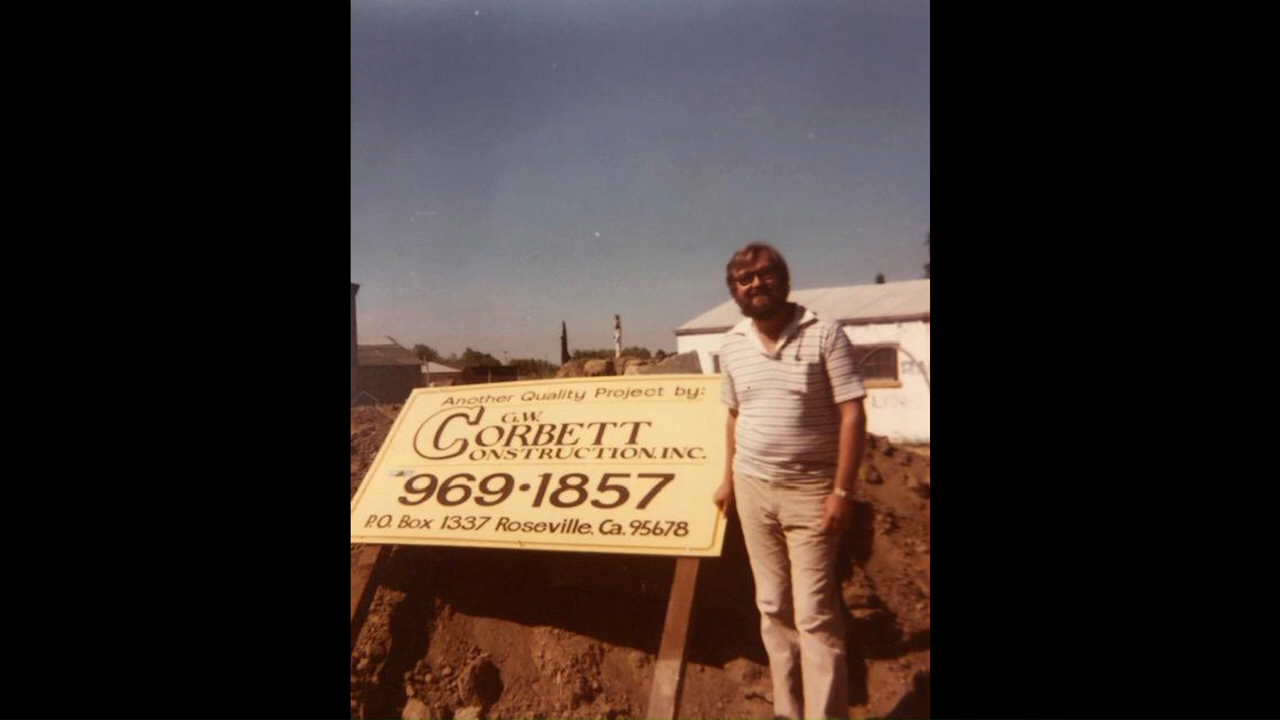 Another Quality Project by:
G.W.
CORBETT
CONSTRUCTION, INC.
969·1857
P.O. Box 1337 Roseville, Ca. 95678